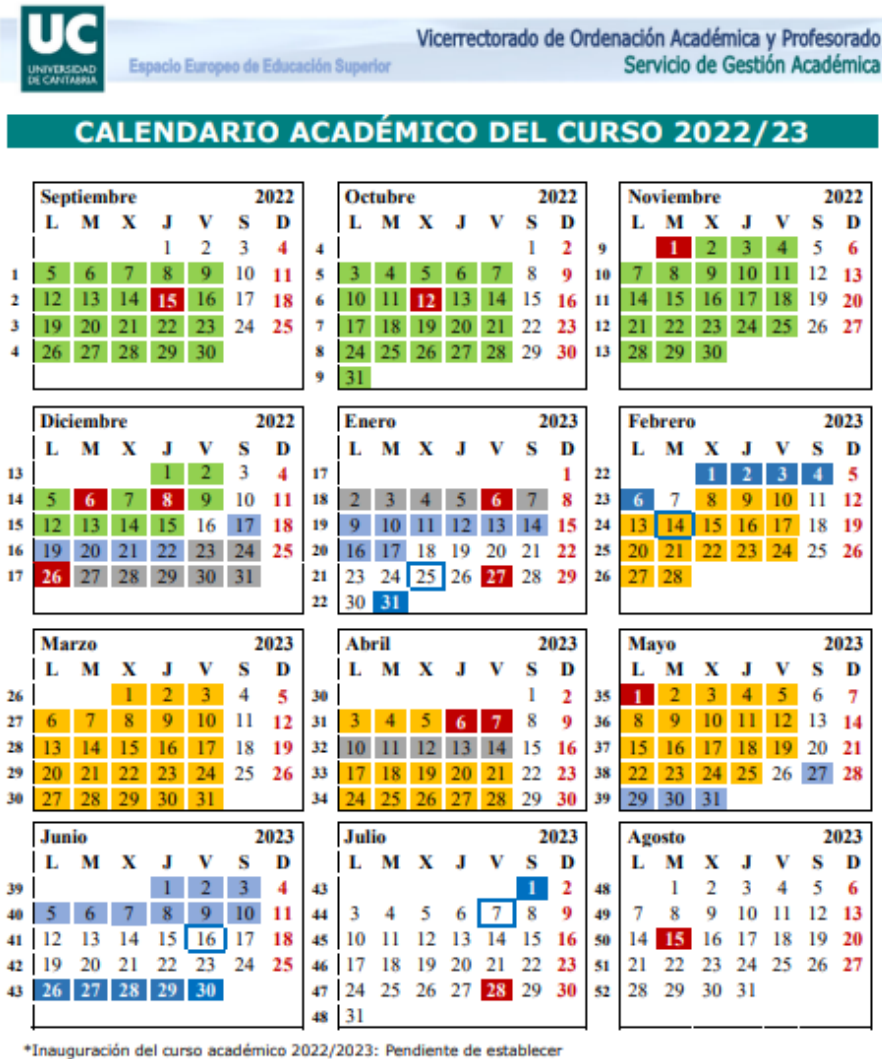 UC
UNIVERSIDAD
DE CANTABRIA
Espacio Europeo de Educación Superior
Vicerrectorado de Ordenación Académica y Profesorado
Servicio de Gestión Académica
CALENDARIO ACADÉMICO DEL CURSO 2022/23
Septiembre 2022
L M X J V S D
1 2 3 4
1 5 6 7 8 9 10 11
2 12 13 14 15 16 17 18
3 19 20 21 22 23 24 25
4 26 27 28 29 30
Octubre 2022
L M X J V S D
4 1 2
5 3 4 5 6 7 8 9
6 10 11 12 13 14 15 16
7 17 18 19 20 21 22 23
8 24 25 26 27 28 29 30
9 31
Noviembre 2022
L M X J V S D
9 1 2 3 4 5 6
10 7 8 9 10 11 12 13
11 14 15 16 17 18 19 20
12 21 22 23 24 25 26 27
13 28 29 30
Diciembre 2022
L M X J V S D
13 1 2 3 4
14 5 6 7 8 9 10 11
15 12 13 14 15 16 17 18
16 19 20 21 22 23 24 25
17 26 27 28 29 30 31
Enero 2023
L M X J V S D
17 1
18 2 3 4 5 6 7 8
19 9 10 11 12 13 14 15
20 16 17 18 19 20 21 22
21 23 24 25 26 27 28 29
22 30 31
Febrero 2023
L M X J V S D
22 1 2 3 4 5
23 6 7 8 9 10 11 12
24 13 14 15 16 17 18 19
25 20 21 22 23 24 25 26
26 27 28
Marzo 2023
L M X J V S D
26 1 2 3 4 5
27 6 7 8 9 10 11 12
28 13 14 15 16 17 18 19
29 20 21 22 23 24 25 26
30 27 28 29 30 31
Abril 2023
L M X J V S D
30 1 2
31 3 4 5 6 7 8 9
32 10 11 12 13 14 15 16
33 17 18 19 20 21 22 23
34 24 25 26 27 28 29 30
Mayo 2023
L M X J V S D
35 1 2 3 4 5 6 7
36 8 9 10 11 12 13 14
37 15 16 17 18 19 20 21
38 22 23 24 25 26 27 28
39 29 30 31
Junio 2023
L M X J V S D
39 1 2 3 4
40 5 6 7 8 9 10 11
41 12 13 14 15 16 17 18
42 19 20 21 22 23 24 25
43 26 27 28 29 30
Julio 2023
L M X J V S D
43 1 2
44 3 4 5 6 7 8 9
45 10 11 12 13 14 15 16
46 17 18 19 20 21 22 23
47 24 25 26 27 28 29 30
48 31
Agosto 2023
L M X J V S D
48 1 2 3 4 5 6
49 7 8 9 10 11 12 13
50 14 15 16 17 18 19 20
51 21 22 23 24 25 26 27
52 28 29 30 31
*Inauguración del curso académico 2022/2023: Pendiente de establecer